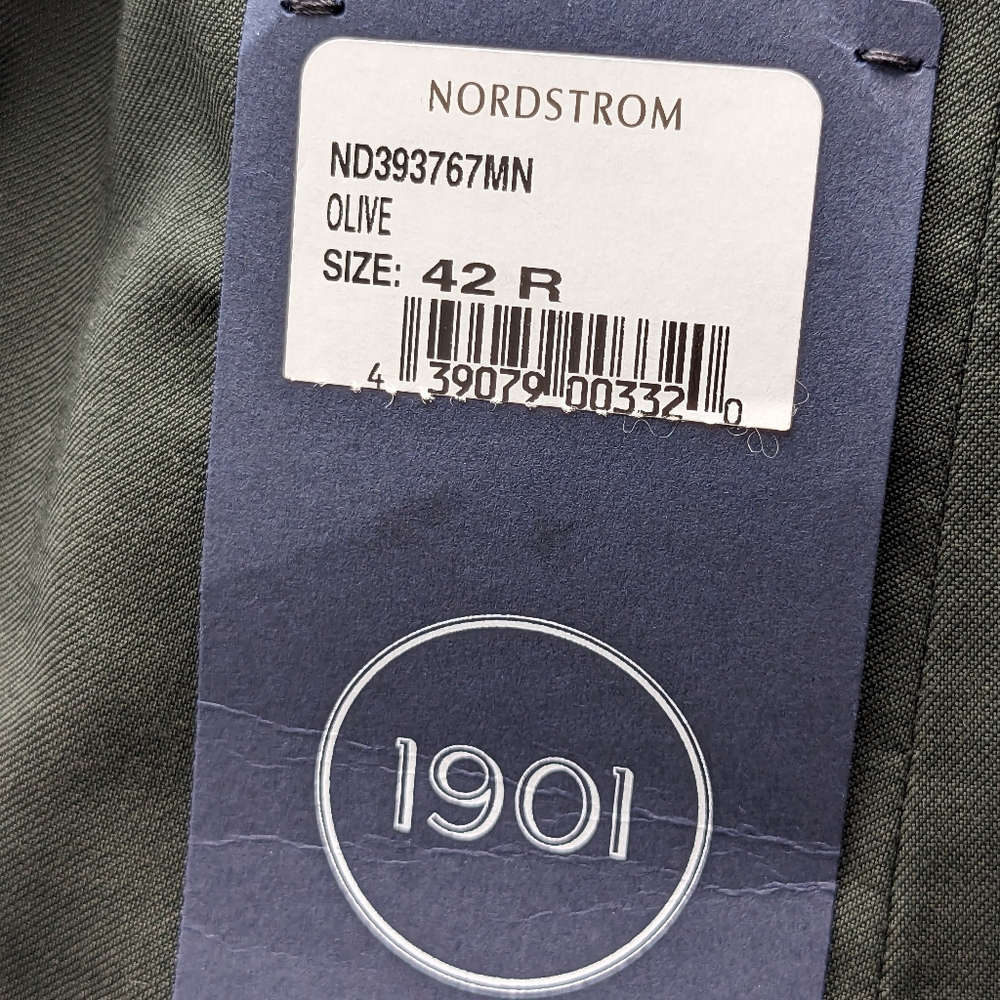 NORDSTROM
ND393767MN
OLIVE
SIZE: 42 R
4 39079 00332 0
1901